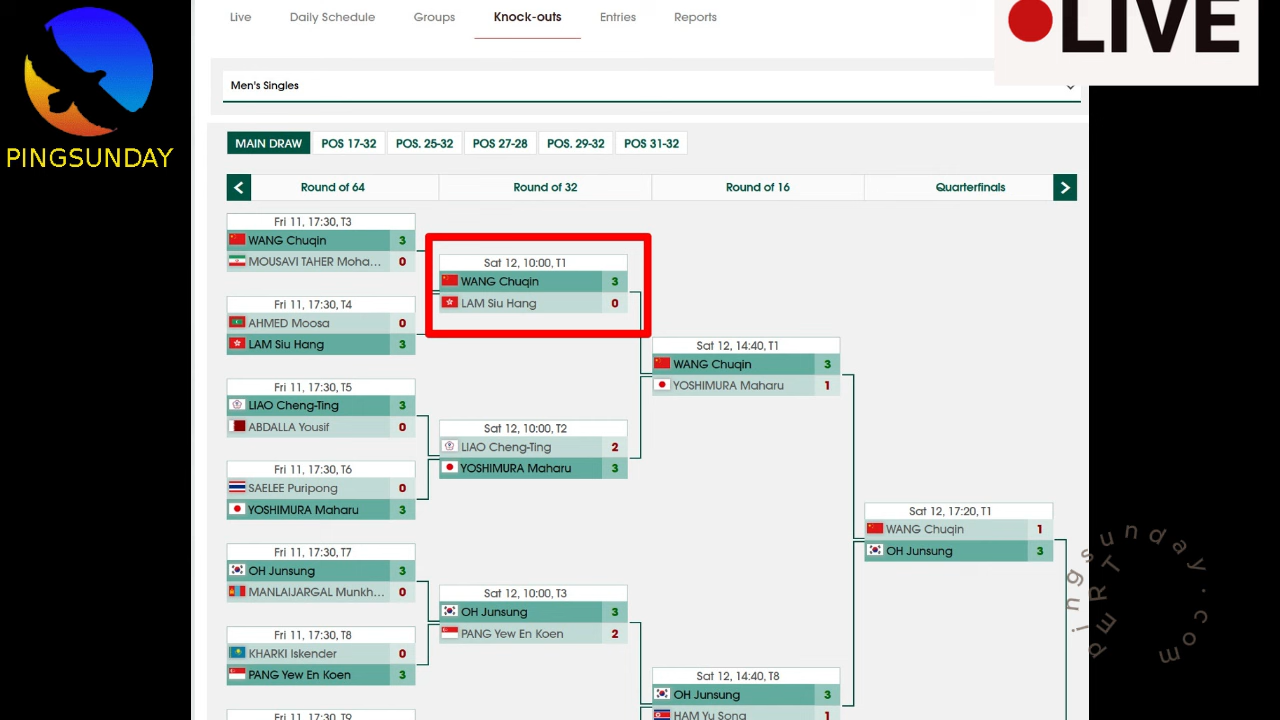 Live Daily Schedule Groups Knock-outs Entries Reports
LIVE
PINGSUNDAY
Men's Singles
MAIN DRAW POS 17-32 POS. 25-32 POS 27-28 POS. 29-32 POS 31-32
< Round of 64 Round of 32 Round of 16 Quarterfinals >
Fri 11, 17:30, T3
WANG Chuqin 3
MOUSAVI TAHER Moha... 0
Fri 11, 17:30, T4
AHMED Moosa 0
LAM Siu Hang 3
Fri 11, 17:30, T5
LIAO Cheng-Ting 3
ABDALLA Yousif 0
Fri 11, 17:30, T6
SAELEE Puripong 0
YOSHIMURA Maharu 3
Fri 11, 17:30, T7
OH Junsung 3
MANLAIJARGAL Munkh... 0
Fri 11, 17:30, T8
KHARKI Iskender 0
PANG Yew En Koen 3
Fri 11, 17:30, T9
Sat 12, 10:00, T1
WANG Chuqin 3
LAM Siu Hang 0
Sat 12, 10:00, T2
LIAO Cheng-Ting 2
YOSHIMURA Maharu 3
Sat 12, 10:00, T3
OH Junsung 3
PANG Yew En Koen 2
Sat 12, 14:40, T1
WANG Chuqin 3
YOSHIMURA Maharu 1
Sat 12, 14:40, T8
OH Junsung 3
HAM Yu Song 1
Sat 12, 17:20, T1
WANG Chuqin 1
OH Junsung 3
pingsunday.com